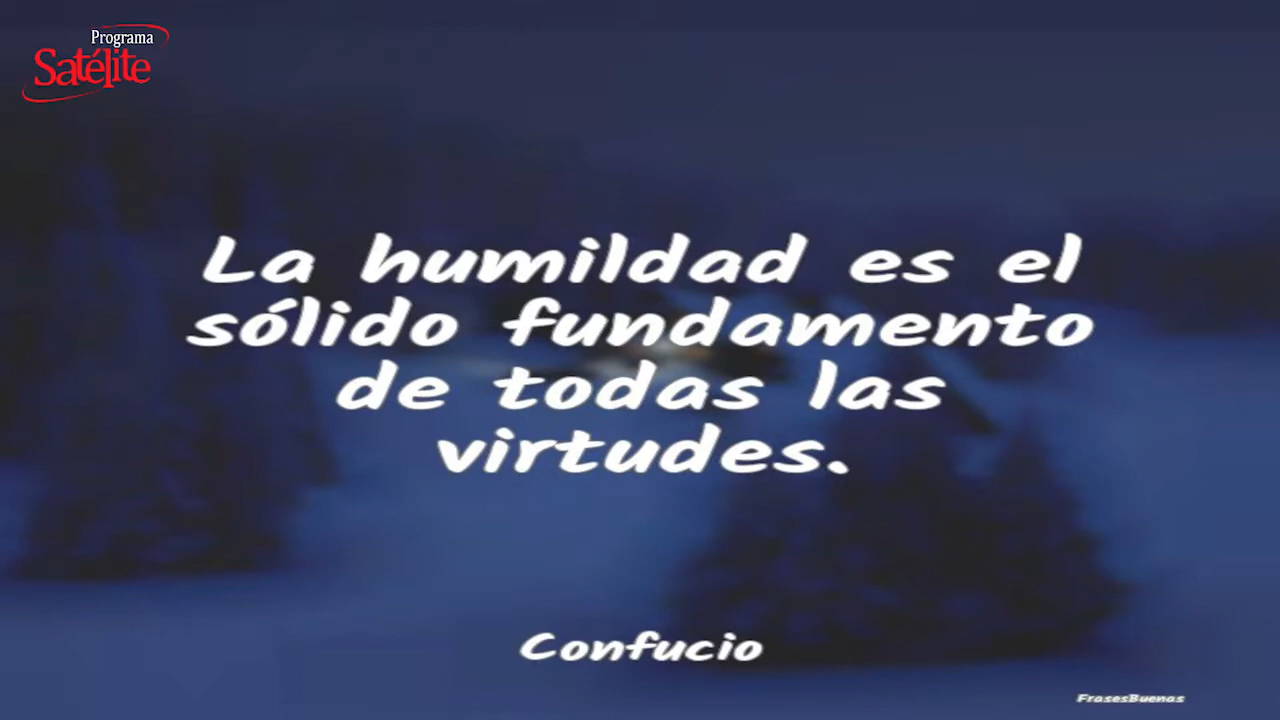 Programa
Satélite
La humildad es el
sólido fundamento
de todas las
virtudes.
Confucio
FrasesBuenas